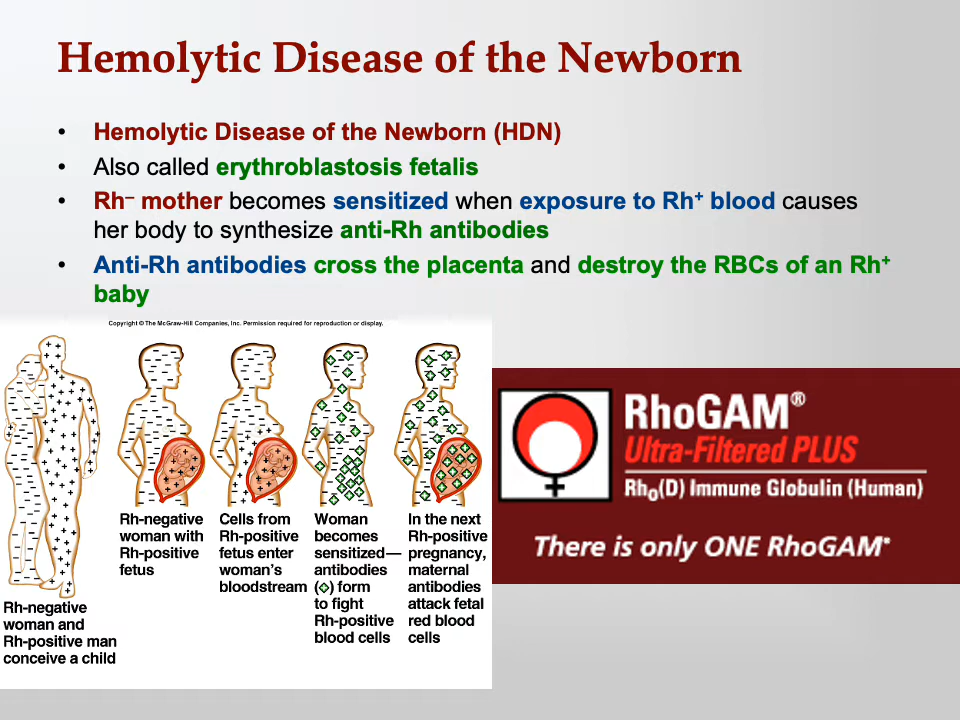 Hemolytic Disease of the Newborn
• Hemolytic Disease of the Newborn (HDN)
• Also called erythroblastosis fetalis
• Rh– mother becomes sensitized when exposure to Rh+ blood causes
her body to synthesize anti-Rh antibodies
• Anti-Rh antibodies cross the placenta and destroy the RBCs of an Rh+
baby
Copyright © The McGraw-Hill Companies, Inc. Permission required for reproduction or display.
Rh-negative
woman and
Rh-positive man
conceive a child
Rh-negative
woman with
Rh-positive
fetus
Cells from
Rh-positive
fetus enter
woman's
bloodstream
Woman
becomes
sensitized—
antibodies
(+) form
to fight
Rh-positive
blood cells
In the next
Rh-positive
pregnancy,
maternal
antibodies
attack fetal
red blood
cells
RhoGAM®
Ultra-Filtered PLUS
Rho(D) Immune Globulin (Human)
There is only ONE RhoGAM®